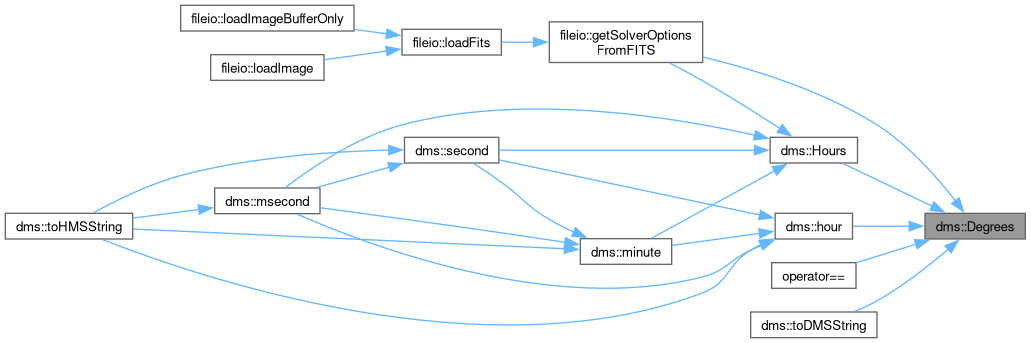 fileio::loadImageBufferOnly
fileio::loadImage
fileio::loadFits
fileio::getSolverOptions
FromFITS
dms::second
dms::Hours
dms::msecond
dms::toHMSString
dms::minute
dms::hour
dms::Degrees
operator==
dms::toDMSString